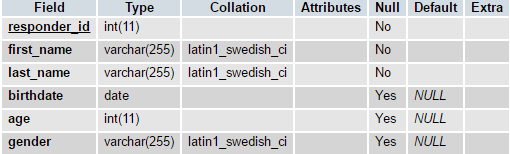 Field Type Collation Attributes Null Default Extra
responder_id int(11) No
first_name varchar(255) latin1_swedish_ci No
last_name varchar(255) latin1_swedish_ci No
birthdate date Yes NULL
age int(11) Yes NULL
gender varchar(255) latin1_swedish_ci Yes NULL